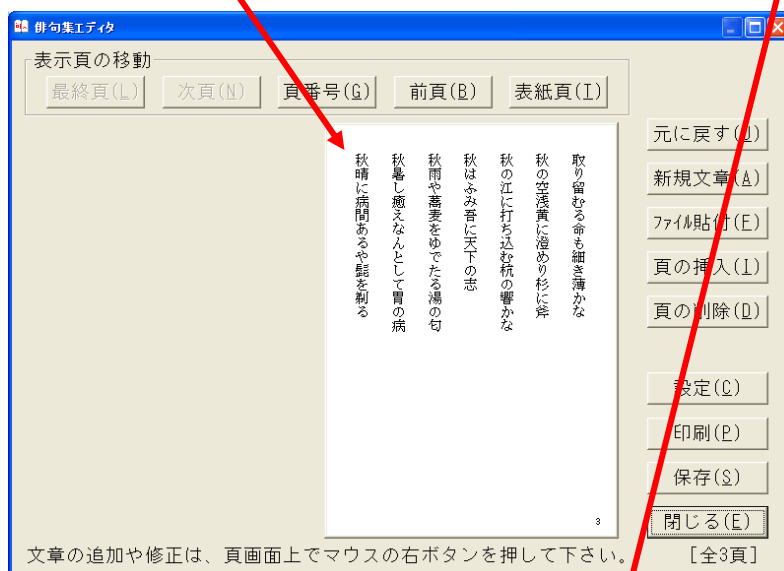 俳句集エディタ
表示頁の移動
最終頁(L)
次頁(N)
頁番号(G)
前頁(B)
表紙頁(I)
元に戻す(U)
新規文章(A)
ファイル貼付(F)
頁の挿入(I)
頁の削除(D)
設定(C)
印刷(P)
保存(S)
閉じる(E)
取り留むる命も細き薄かな
秋の空浅黄に澄めり杉に斧
秋の江に打ち込む杭の響かな
秋はふみ吾に天下の志
秋雨や蕎麦をゆでたる湯の匂
秋暑し癒えなんとして胃の病
秋晴に病間あるや髭を剃る
3
文章の追加や修正は、頁画面上でマウスの右ボタンを押して下さい。
[全3頁]